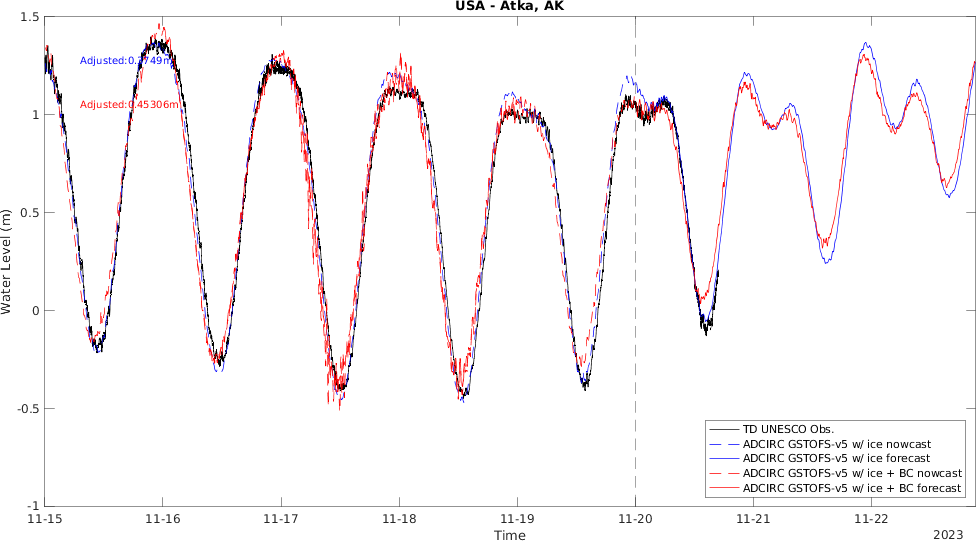 USA - Atka, AK
1.5
1
0.5
0
-0.5
-1
Water Level (m)
Adjusted:0.45306m
TD UNESCO Obs.
ADCIRC GSTOFS-v5 w/ ice nowcast
ADCIRC GSTOFS-v5 w/ ice forecast
ADCIRC GSTOFS-v5 w/ ice + BC nowcast
ADCIRC GSTOFS-v5 w/ ice + BC forecast
11-15 11-16 11-17 11-18 11-19 11-20 11-21 11-22
Time
2023